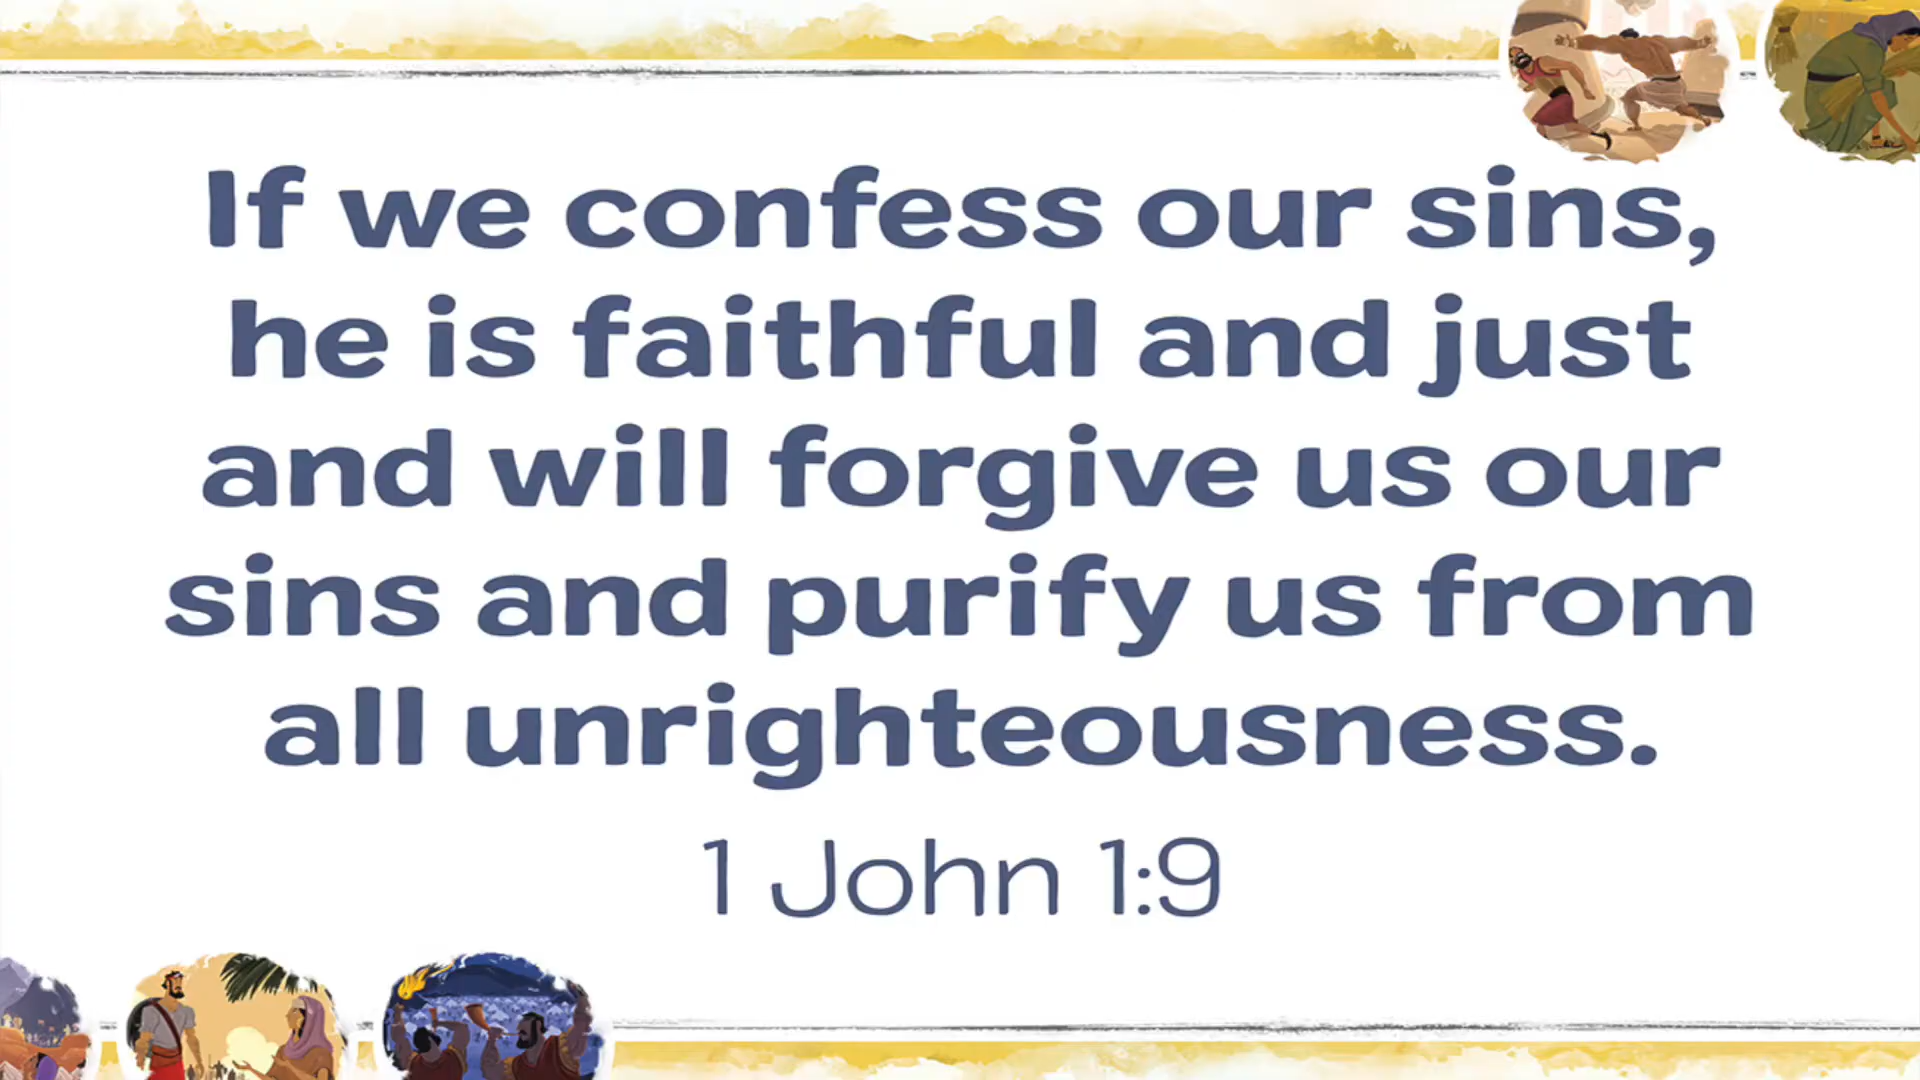 If we confess our sins,
he is faithful and just
and will forgive us our
sins and purify us from
all unrighteousness.
1 John 1:9